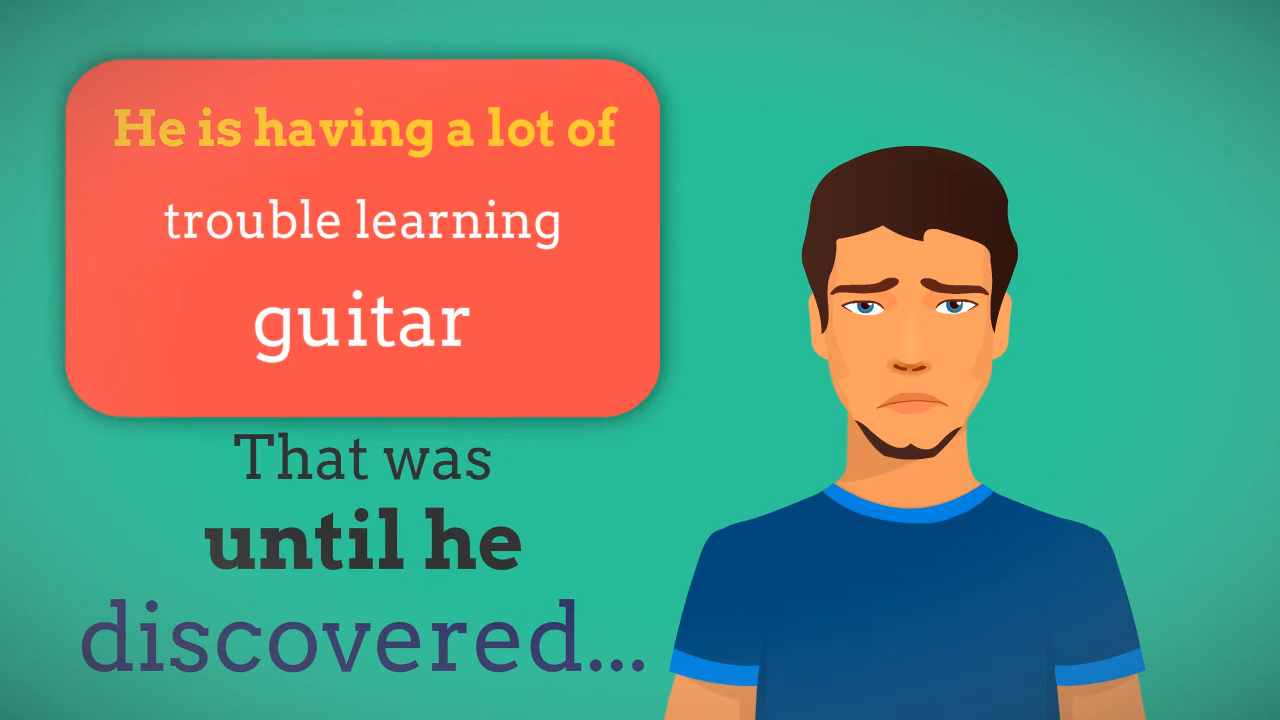 He is having a lot of
trouble learning
guitar
That was
until he
discovered...